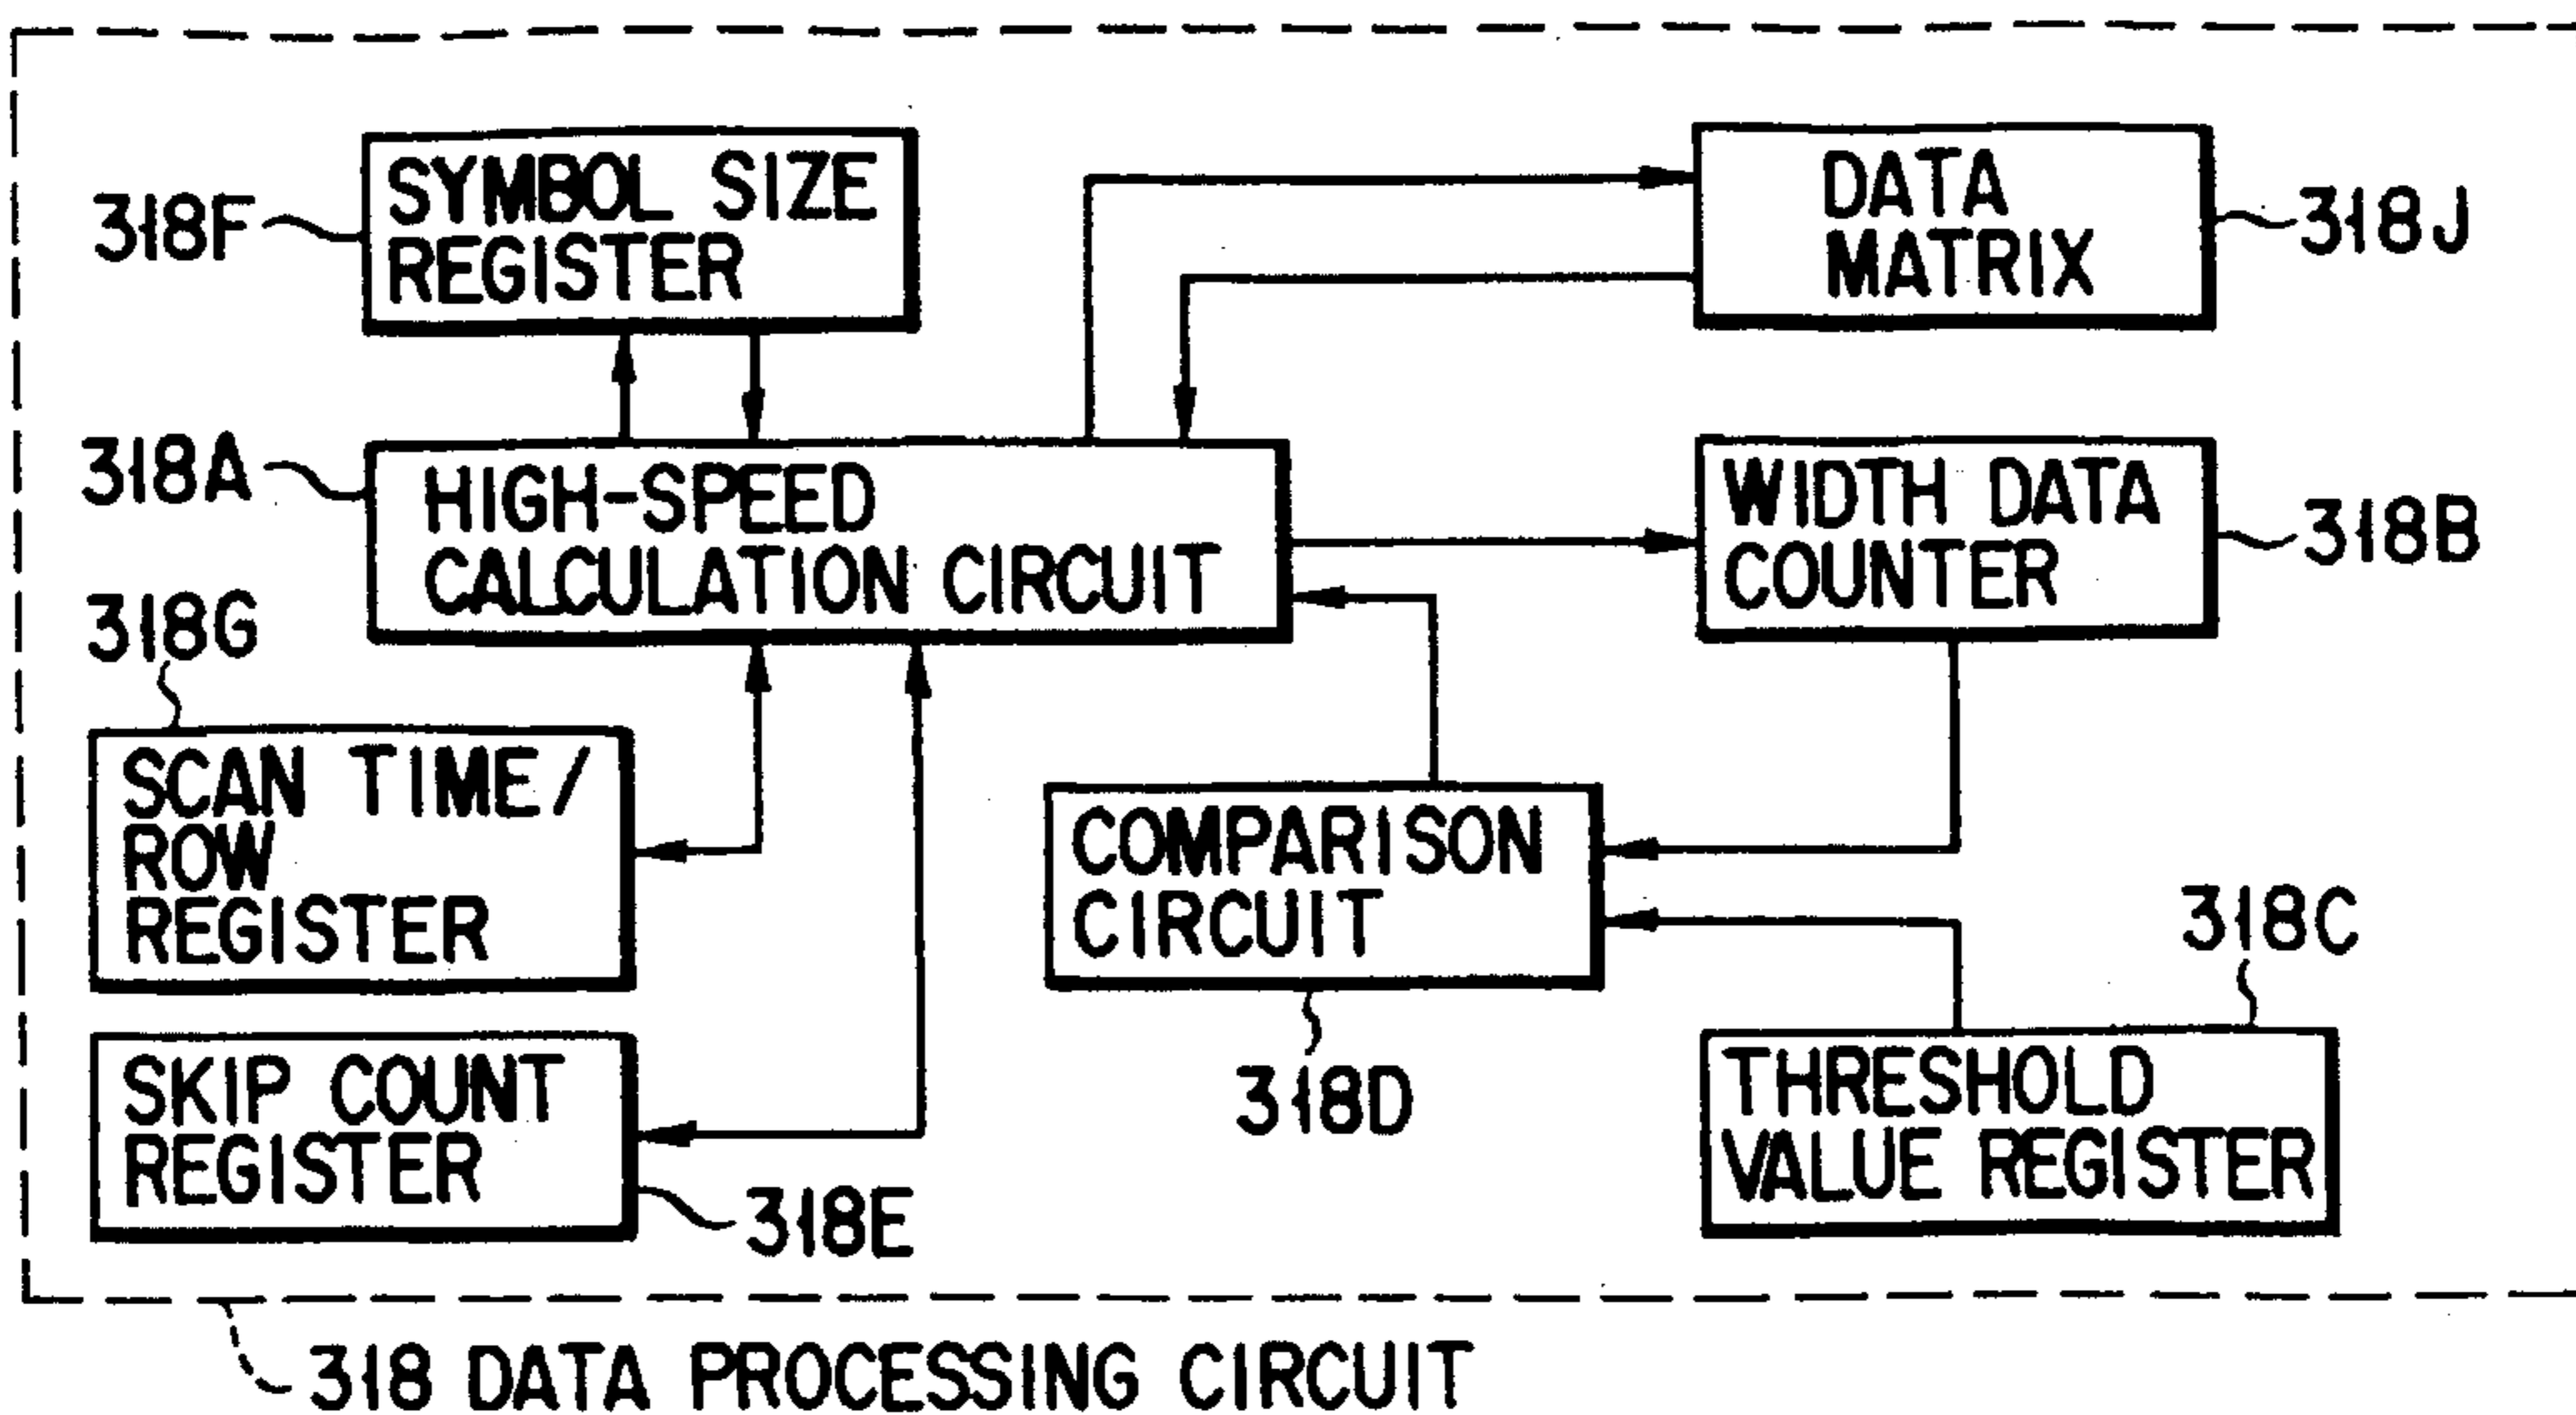 318F
SYMBOL SIZE
REGISTER
DATA
MATRIX
318J
318A
HIGH-SPEED
CALCULATION CIRCUIT
WIDTH DATA
COUNTER
318B
318G
SCAN TIME/
ROW
REGISTER
COMPARISON
CIRCUIT
318D
318C
THRESHOLD
VALUE REGISTER
SKIP COUNT
REGISTER
318E
318 DATA PROCESSING CIRCUIT